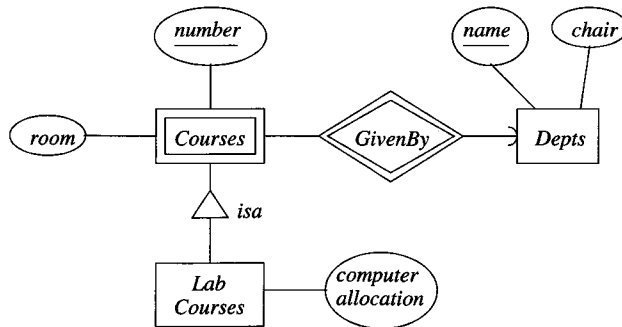 number
name
chair
room
Courses
GivenBy
Depts
isa
Lab
Courses
computer
allocation